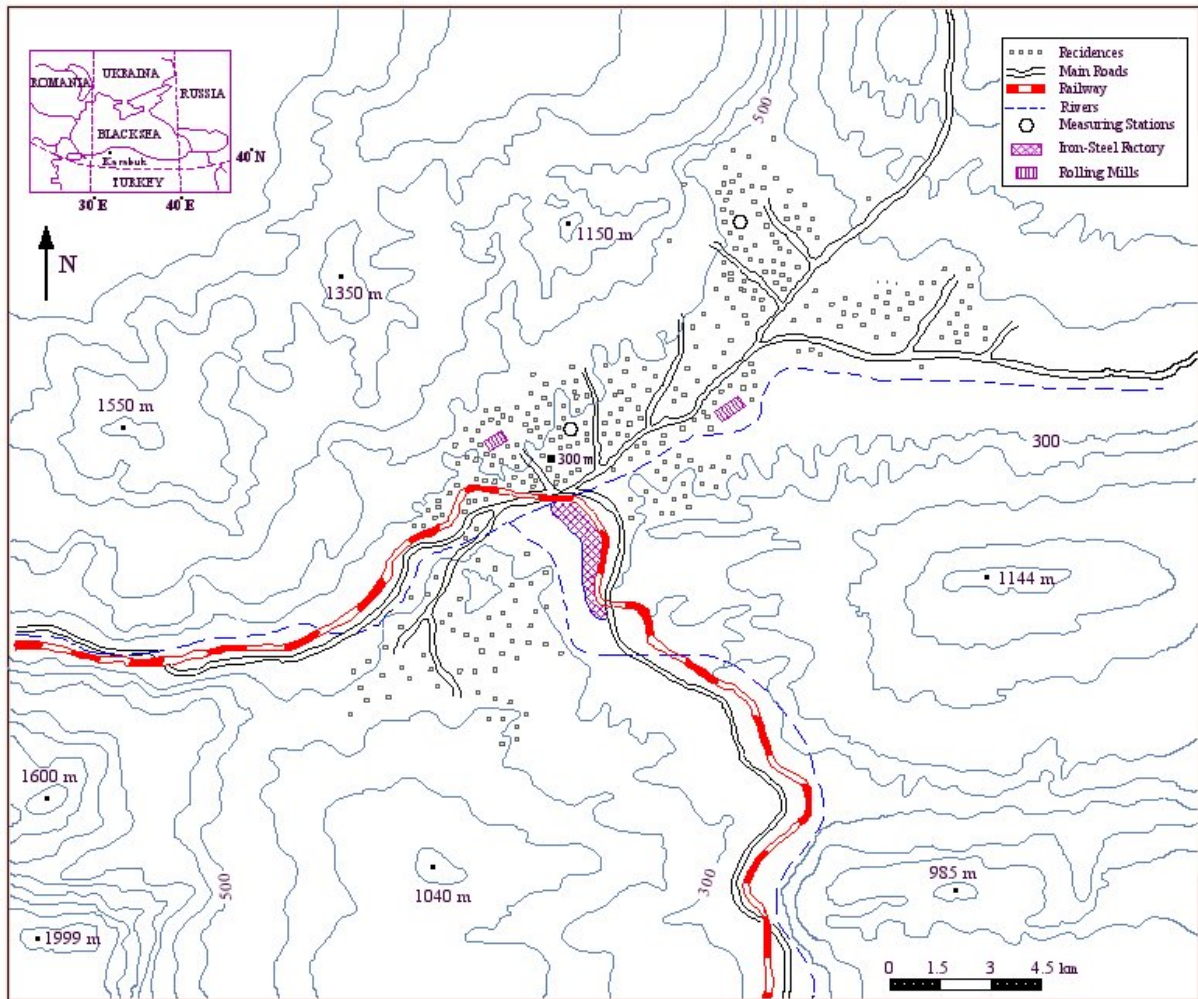 ROMANIA
UKRAINA
RUSSIA
BLACKSEA
Karabuk
40°N
TURKEY
30°E
40°E
N
Recidences
Main Roads
Railway
Rivers
Measuring Stations
Iron-Steel Factory
Rolling Mills
500
1150 m
1350 m
1550 m
300 m
300
1144 m
1600 m
500
1040 m
300
985 m
1999 m
0 1.5 3 4.5 km